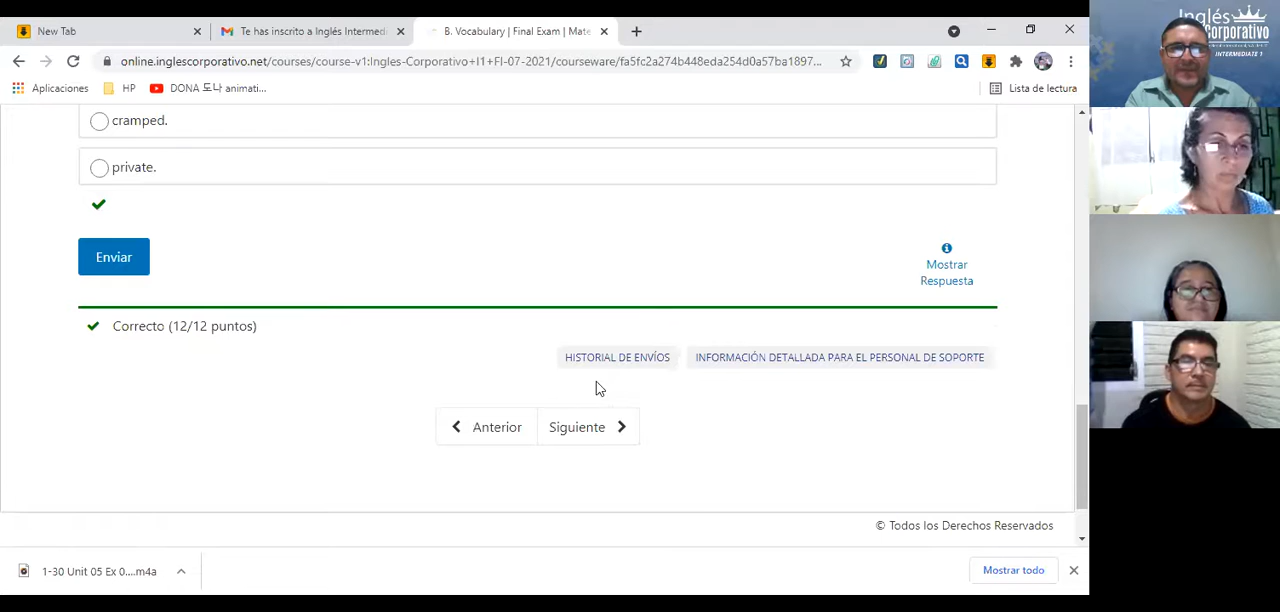 New Tab
Te has inscrito a Inglés Intermedi
B. Vocabulary | Final Exam | Mate
online.inglescorporativo.net/courses/course-v1:Ingles-Corporativo+I1+FI-07-2021/courseware/fa5fc2a274b448eda254d0a57ba1897...
Aplicaciones
HP
DONA 도나 animati...
Lista de lectura
cramped.
private.
Enviar
Mostrar
Respuesta
Correcto (12/12 puntos)
HISTORIAL DE ENVÍOS
INFORMACIÓN DETALLADA PARA EL PERSONAL DE SOPORTE
Anterior
Siguiente
© Todos los Derechos Reservados
1-30 Unit 05 Ex 0....m4a
Mostrar todo
Inglés
Corporativo
INTERMEDIATE 1